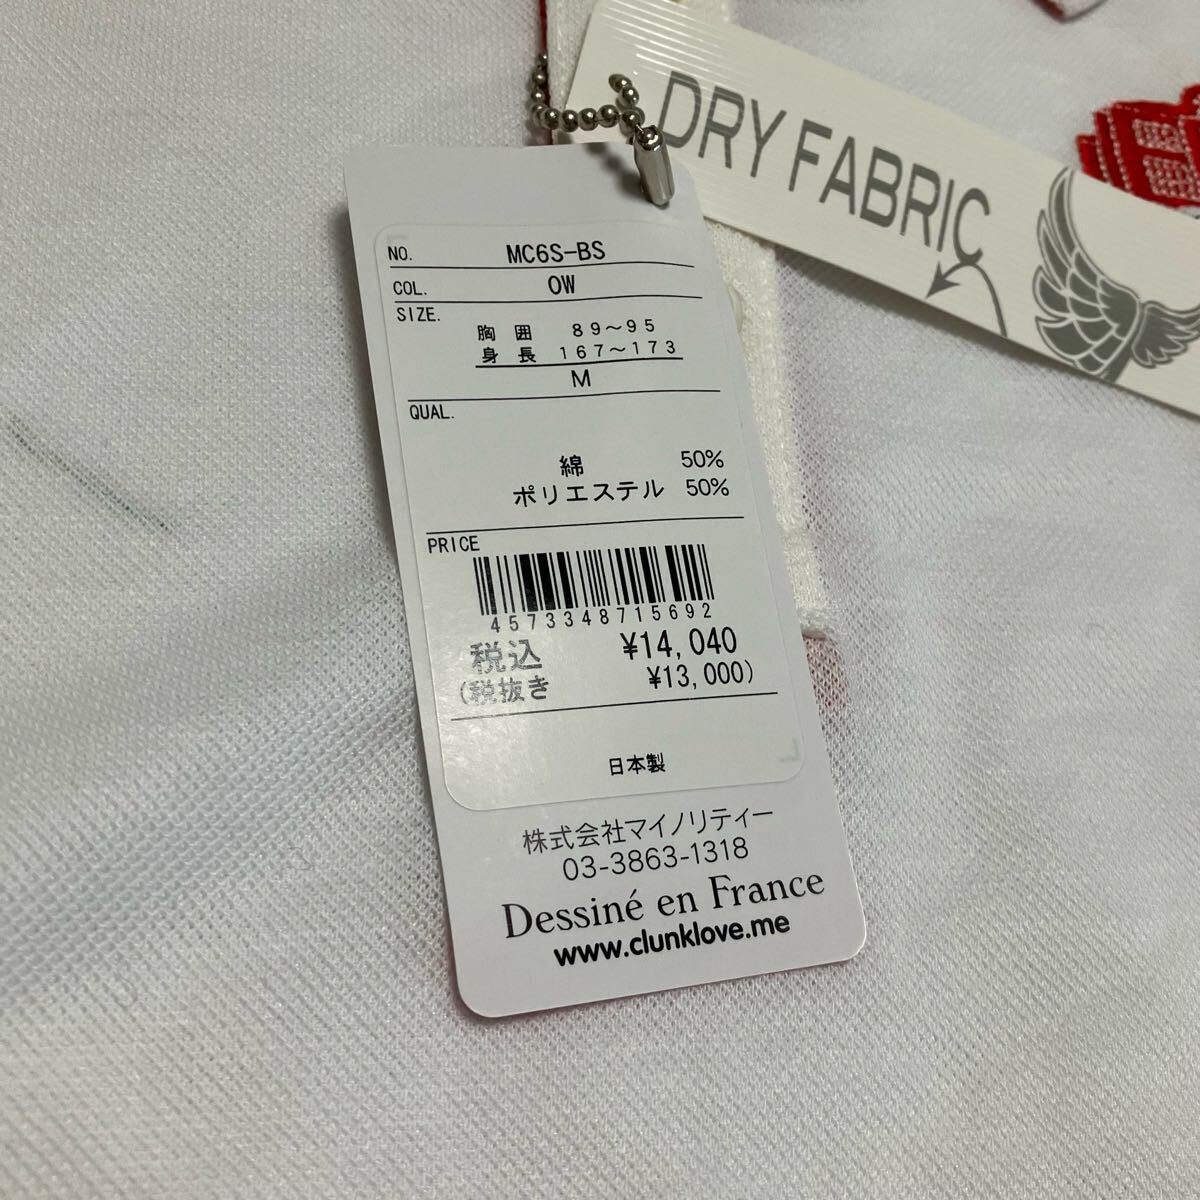 DRY FABRIC
NO. MC6S-BS
COL. OW
SIZE.
胸 囲 89～95
身 長 167～173
M
QUAL.
綿 50%
ポリエステル 50%
PRICE
4573348715692
税込 ¥14,040
(税抜き ¥13,000)
日本製
株式会社マイノリティー
03-3863-1318
Dessiné en France
www.clunklove.me